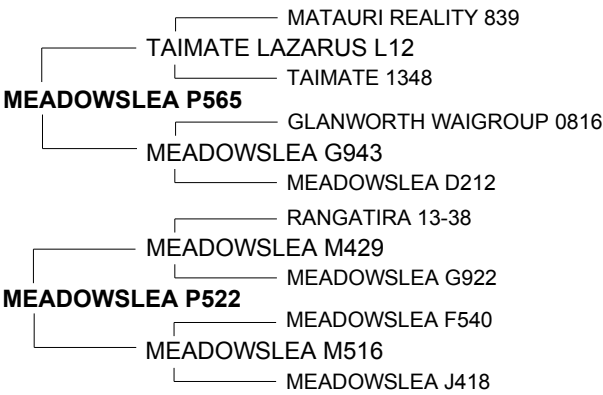 MATAURI REALITY 839
TAIMATE LAZARUS L12
TAIMATE 1348
MEADOWSLEA P565
GLANWORTH WAIGROUP 0816
MEADOWSLEA G943
MEADOWSLEA D212
RANGATIRA 13-38
MEADOWSLEA M429
MEADOWSLEA G922
MEADOWSLEA P522
MEADOWSLEA F540
MEADOWSLEA M516
MEADOWSLEA J418